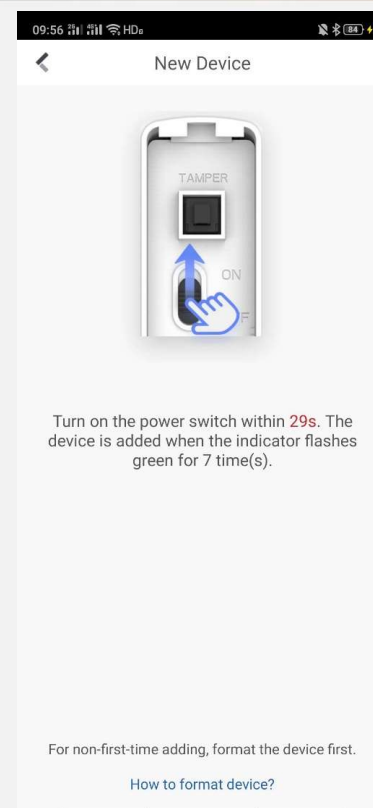 09:56 HD
84
New Device
TAMPER
ON
F
Turn on the power switch within 29s. The
device is added when the indicator flashes
green for 7 time(s).
For non-first-time adding, format the device first.
How to format device?